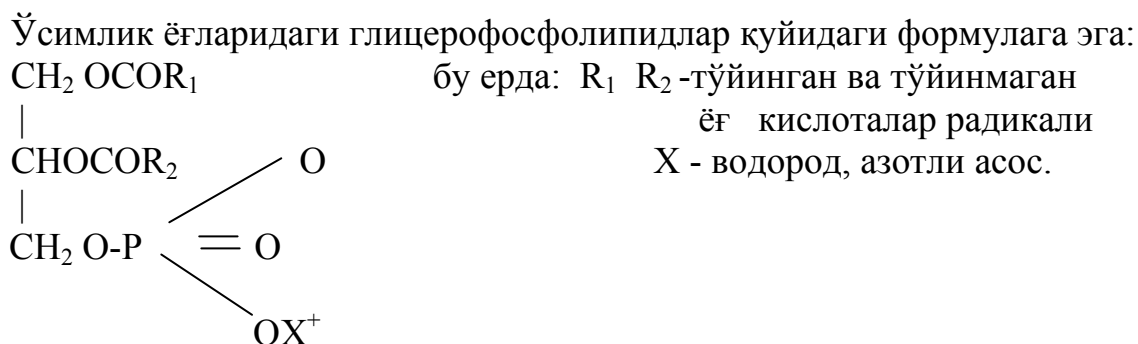 Ўсимлик ёғларидаги глицерофосфолипидлар қуйидаги формулага эга:
CH₂ OCOR₁ бу ерда: R₁ R₂ -тўйинган ва тўйинмаган
| ёғ кислоталар радикали
CHOCOR₂ O X - водород, азотли асос.
|
CH₂ O-P = O
OX⁺